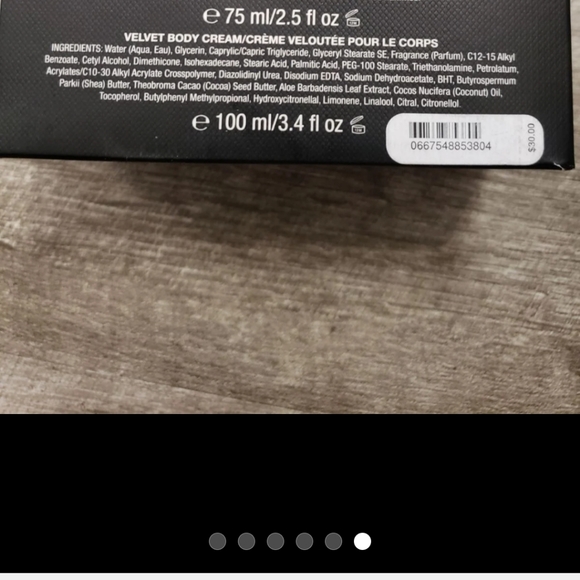 e 75 ml/2.5 fl oz
VELVET BODY CREAM/CRÈME VELOUTÉE POUR LE CORPS
INGREDIENTS: Water (Aqua, Eau), Glycerin, Caprylic/Capric Triglyceride, Glyceryl Stearate SE, Fragrance (Parfum), C12-15 Alkyl
Benzoate, Cetyl Alcohol, Dimethicone, Isohexadecane, Stearic Acid, Palmitic Acid, PEG-100 Stearate, Triethanolamine, Petrolatum,
Acrylates/C10-30 Alkyl Acrylate Crosspolymer, Diazolidinyl Urea, Disodium EDTA, Sodium Dehydroacetate, BHT, Butyrospermum
Parkii (Shea) Butter, Theobroma Cacao (Cocoa) Seed Butter, Aloe Barbadensis Leaf Extract, Cocos Nucifera (Coconut) Oil,
Tocopherol, Butylphenyl Methylpropional, Hydroxycitronellal, Limonene, Linalool, Citral, Citronellol.
e 100 ml/3.4 fl oz
0667548853804
$30.00